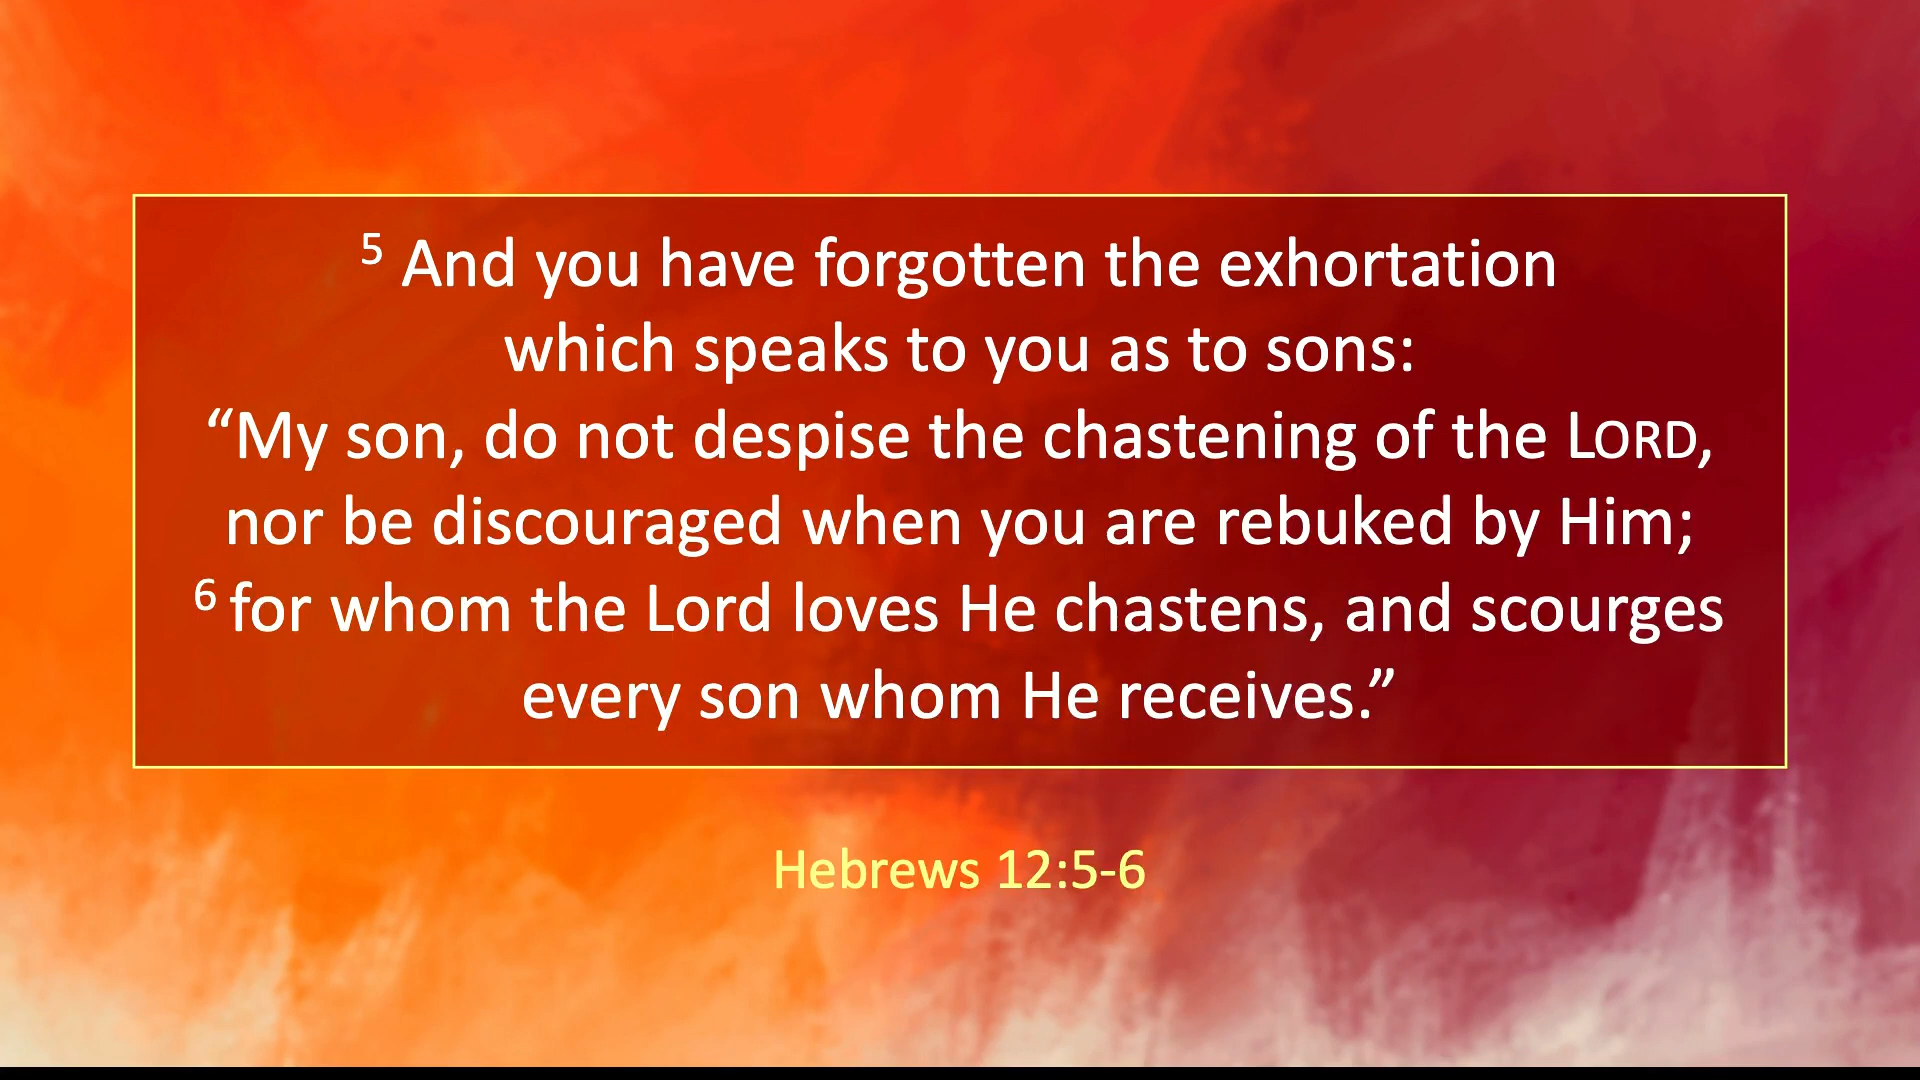 5 And you have forgotten the exhortation
which speaks to you as to sons:
“My son, do not despise the chastening of the LORD,
nor be discouraged when you are rebuked by Him;
6 for whom the Lord loves He chastens, and scourges
every son whom He receives.”
Hebrews 12:5-6